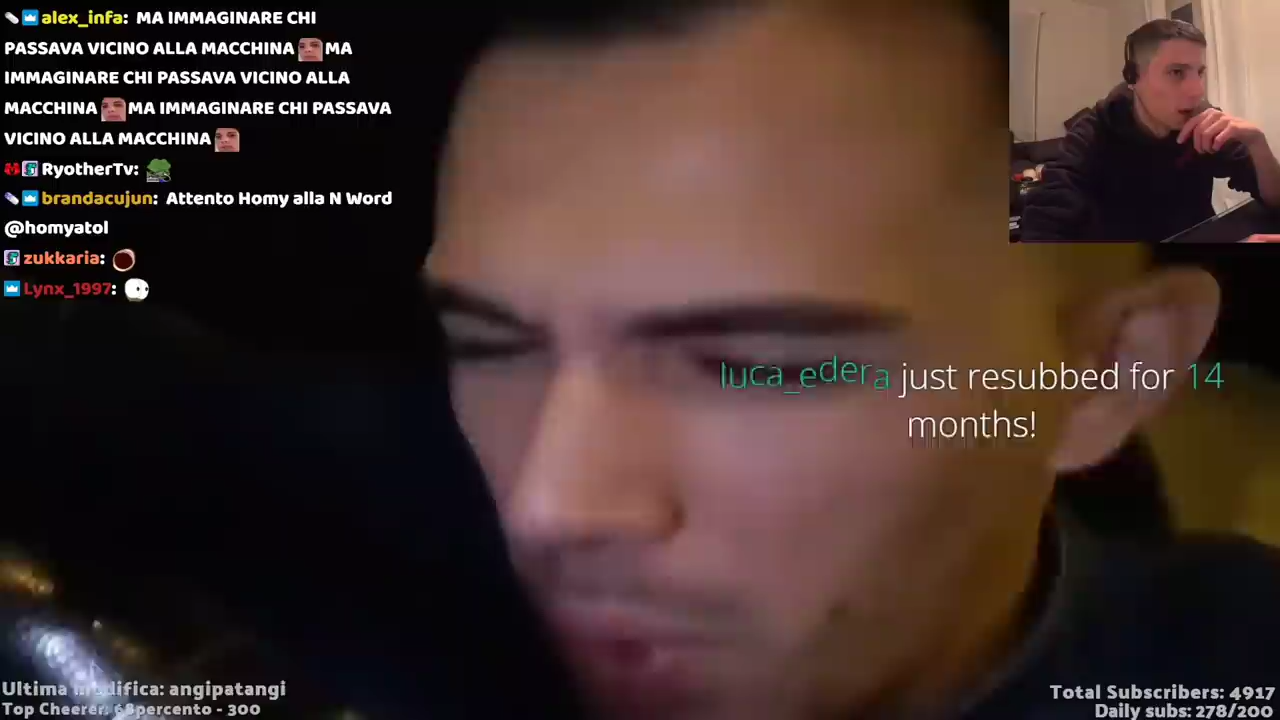 alex_infa: MA IMMAGINARE CHI
PASSAVA VICINO ALLA MACCHINA MA
IMMAGINARE CHI PASSAVA VICINO ALLA
MACCHINA MA IMMAGINARE CHI PASSAVA
VICINO ALLA MACCHINA
RyotherTv:
brandacujun: Attento Homy alla N Word
@homyatol
zukkaria:
Lynx_1997:
luca_edera just resubbed for 14
months!
Ultima modifica: angipatangi
Top Cheerer: 68percento - 300
Total Subscribers: 4917
Daily subs: 278/200